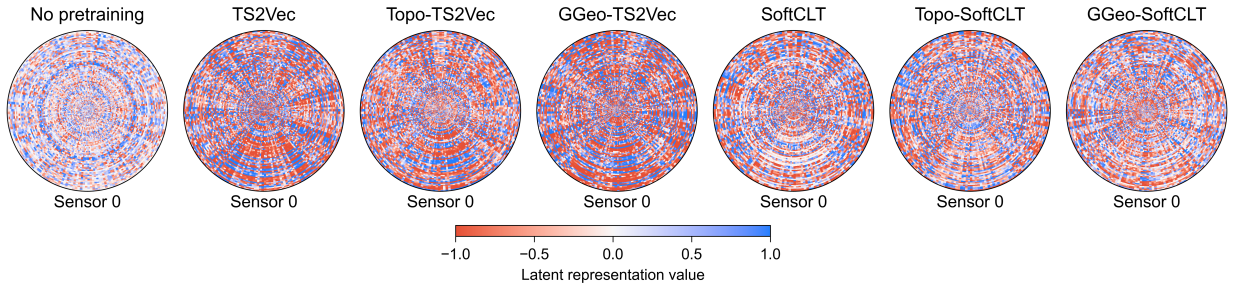 No pretraining TS2Vec Topo-TS2Vec GGeo-TS2Vec SoftCLT Topo-SoftCLT GGeo-SoftCLT
Sensor 0 Sensor 0 Sensor 0 Sensor 0 Sensor 0 Sensor 0 Sensor 0
−1.0 −0.5 0.0 0.5 1.0
Latent representation value